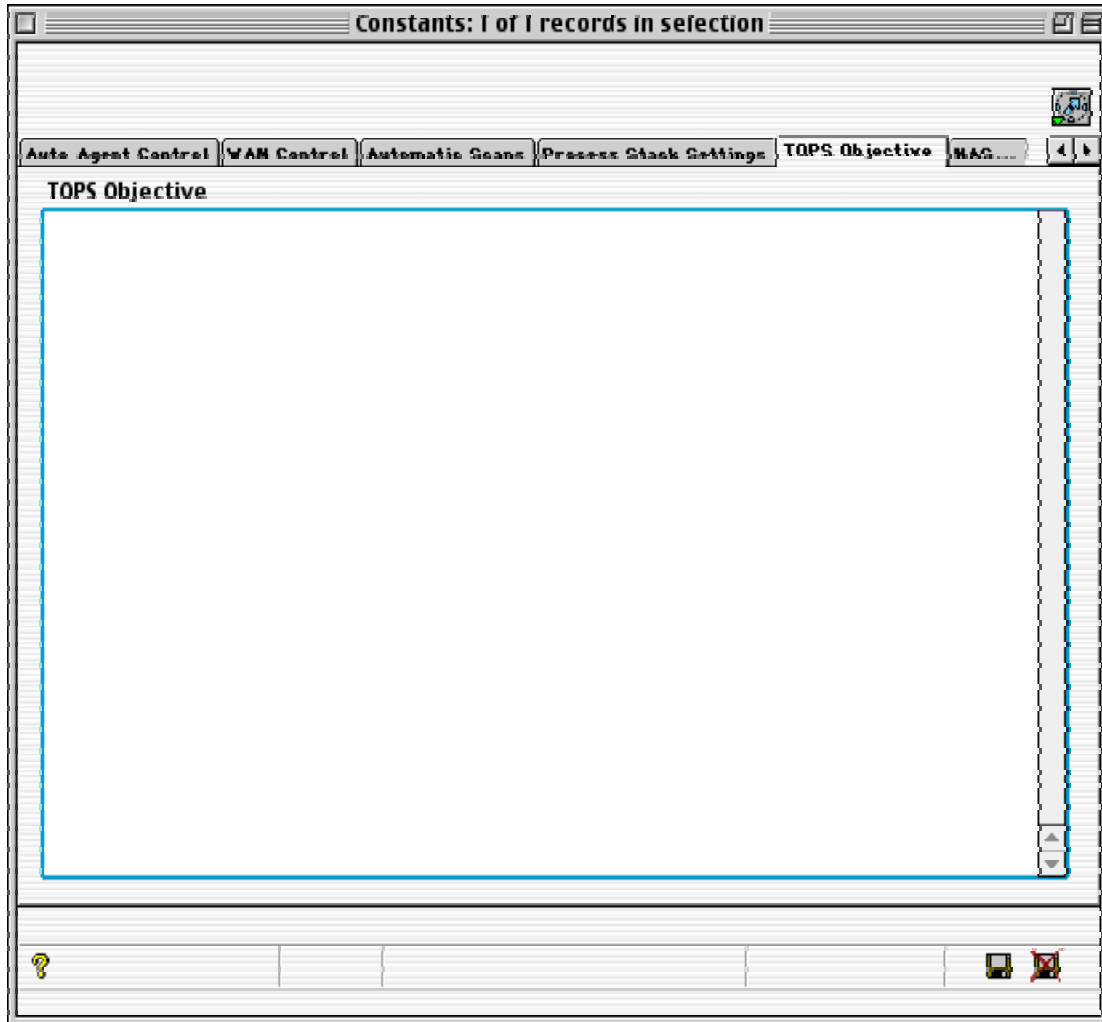 Constants: 1 of 1 records in selection
Auto Agent Control WAN Control Automatic Scans Process Stack Settings TOPS Objective NAS...
TOPS Objective
?